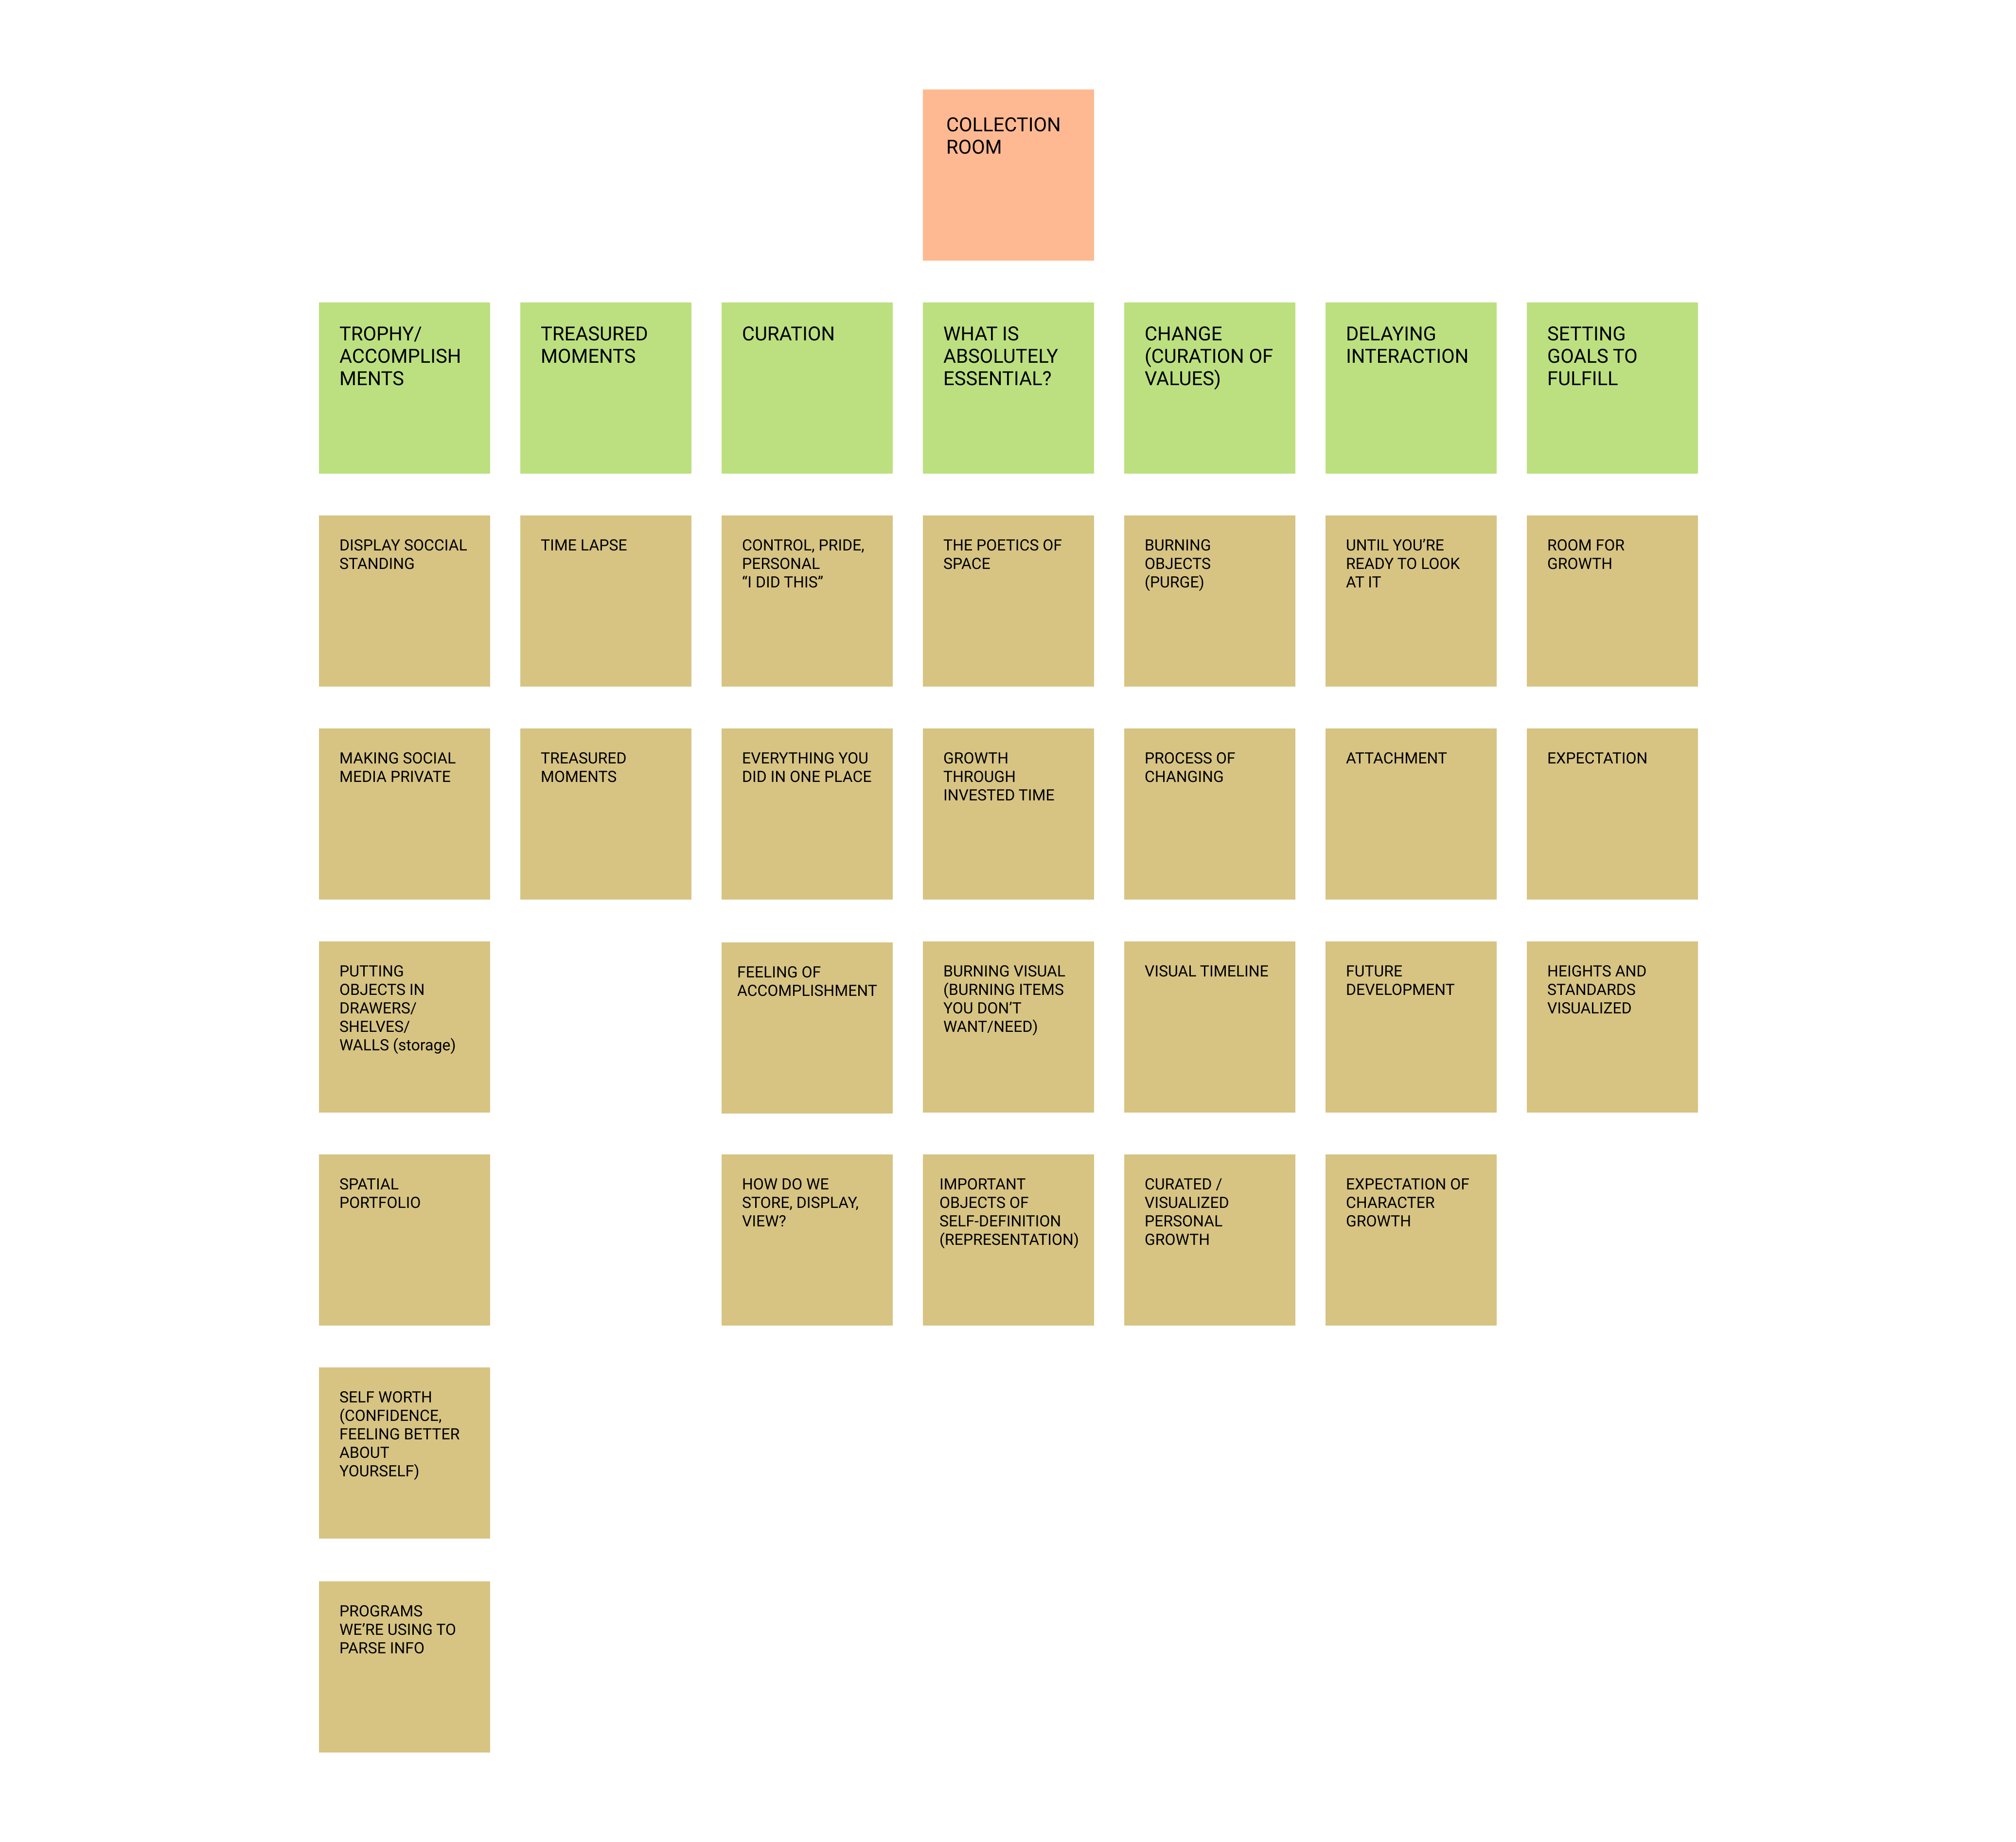 COLLECTION
ROOM
TROPHY/
ACCOMPLISH
MENTS
TREASURED
MOMENTS
CURATION
WHAT IS
ABSOLUTELY
ESSENTIAL?
CHANGE
(CURATION OF
VALUES)
DELAYING
INTERACTION
SETTING
GOALS TO
FULFILL
DISPLAY SOCCIAL
STANDING
TIME LAPSE
CONTROL, PRIDE,
PERSONAL
“I DID THIS”
THE POETICS OF
SPACE
BURNING
OBJECTS
(PURGE)
UNTIL YOU’RE
READY TO LOOK
AT IT
ROOM FOR
GROWTH
MAKING SOCIAL
MEDIA PRIVATE
TREASURED
MOMENTS
EVERYTHING YOU
DID IN ONE PLACE
GROWTH
THROUGH
INVESTED TIME
PROCESS OF
CHANGING
ATTACHMENT
EXPECTATION
PUTTING
OBJECTS IN
DRAWERS/
SHELVES/
WALLS (storage)
FEELING OF
ACCOMPLISHMENT
BURNING VISUAL
(BURNING ITEMS
YOU DON’T
WANT/NEED)
VISUAL TIMELINE
FUTURE
DEVELOPMENT
HEIGHTS AND
STANDARDS
VISUALIZED
SPATIAL
PORTFOLIO
HOW DO WE
STORE, DISPLAY,
VIEW?
IMPORTANT
OBJECTS OF
SELF-DEFINITION
(REPRESENTATION)
CURATED /
VISUALIZED
PERSONAL
GROWTH
EXPECTATION OF
CHARACTER
GROWTH
SELF WORTH
(CONFIDENCE,
FEELING BETTER
ABOUT
YOURSELF)
PROGRAMS
WE’RE USING TO
PARSE INFO